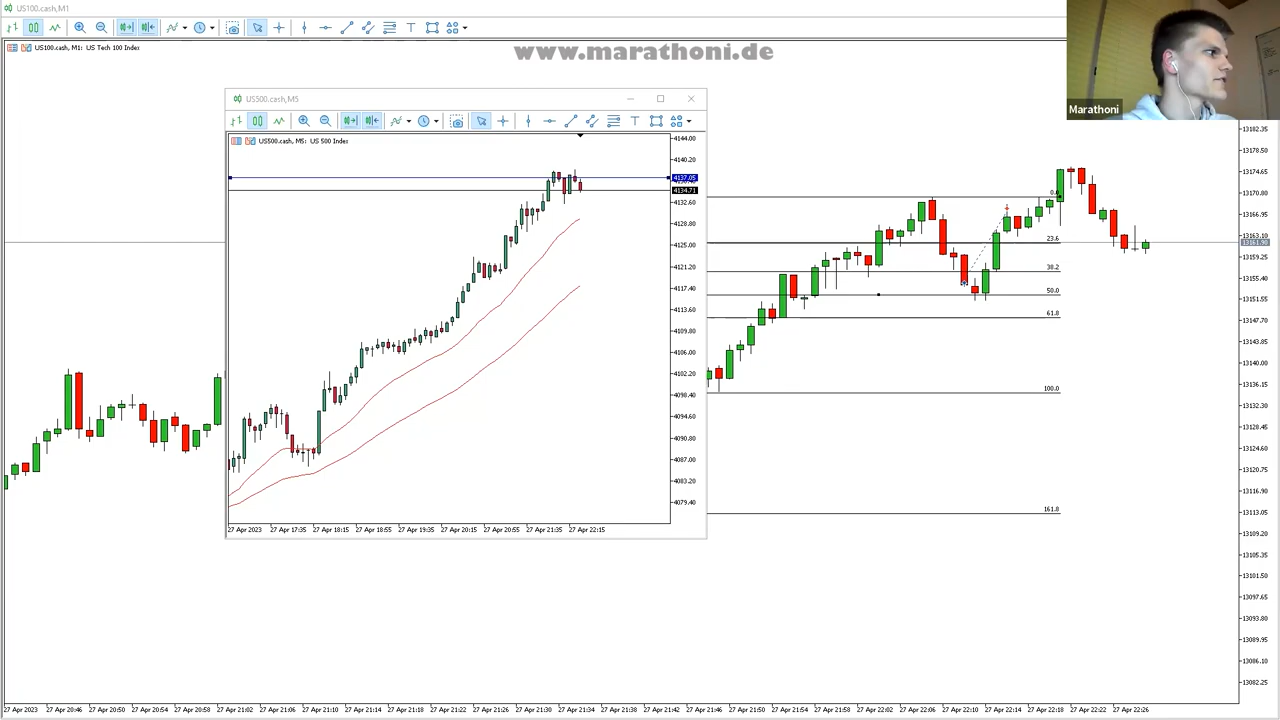 US100.cash,M1
US100.cash, M1: US Tech 100 Index
www.marathoni.de
Marathoni
US500.cash,M5
US500.cash, M5: US 500 Index
4144.00
4140.20
4137.05
4134.71
4132.60
4128.80
4125.00
4121.20
4117.40
4113.60
4109.80
4106.00
4102.20
4098.40
4094.60
4090.80
4087.00
4083.20
4079.40
27 Apr 2023
27 Apr 17:35
27 Apr 18:15
27 Apr 18:55
27 Apr 19:35
27 Apr 20:15
27 Apr 20:55
27 Apr 21:35
27 Apr 22:15
23.6
38.2
50.0
61.8
100.0
161.8
13182.35
13178.50
13174.65
13170.80
13166.95
13163.10
13161.90
13159.25
13155.40
13151.55
13147.70
13143.85
13140.00
13136.15
13132.30
13128.45
13124.60
13120.75
13116.90
13113.05
13109.20
13105.35
13101.50
13097.65
13093.80
13089.95
13086.10
13082.25
27 Apr 2023
27 Apr 20:46
27 Apr 20:50
27 Apr 20:54
27 Apr 20:58
27 Apr 21:02
27 Apr 21:06
27 Apr 21:10
27 Apr 21:14
27 Apr 21:18
27 Apr 21:22
27 Apr 21:26
27 Apr 21:30
27 Apr 21:34
27 Apr 21:38
27 Apr 21:42
27 Apr 21:46
27 Apr 21:50
27 Apr 21:54
27 Apr 21:58
27 Apr 22:02
27 Apr 22:06
27 Apr 22:10
27 Apr 22:14
27 Apr 22:18
27 Apr 22:22
27 Apr 22:26